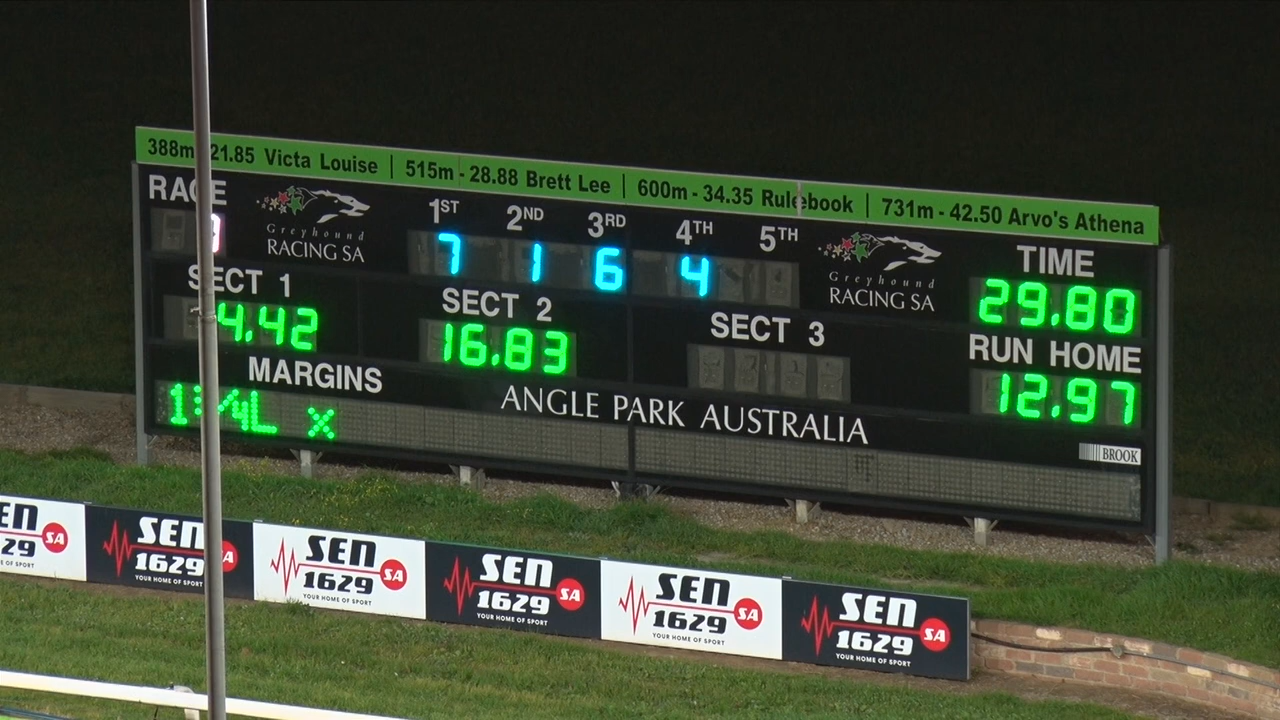 388m - 21.85 Victa Louise | 515m - 28.88 Brett Lee | 600m - 34.35 Rulebook | 731m - 42.50 Arvo's Athena
RACE
Greyhound
RACING SA
1ST 2ND 3RD 4TH 5TH
7 1 6 4
Greyhound
RACING SA
TIME
29.80
SECT 1
4.42
SECT 2
16.83
SECT 3
RUN HOME
12.97
MARGINS
ANGLE PARK AUSTRALIA
BROOK
SEN
1629 SA
YOUR HOME OF SPORT
SEN
1629 SA
YOUR HOME OF SPORT
SEN
1629 SA
YOUR HOME OF SPORT
SEN
1629 SA
YOUR HOME OF SPORT
SEN
1629 SA
YOUR HOME OF SPORT